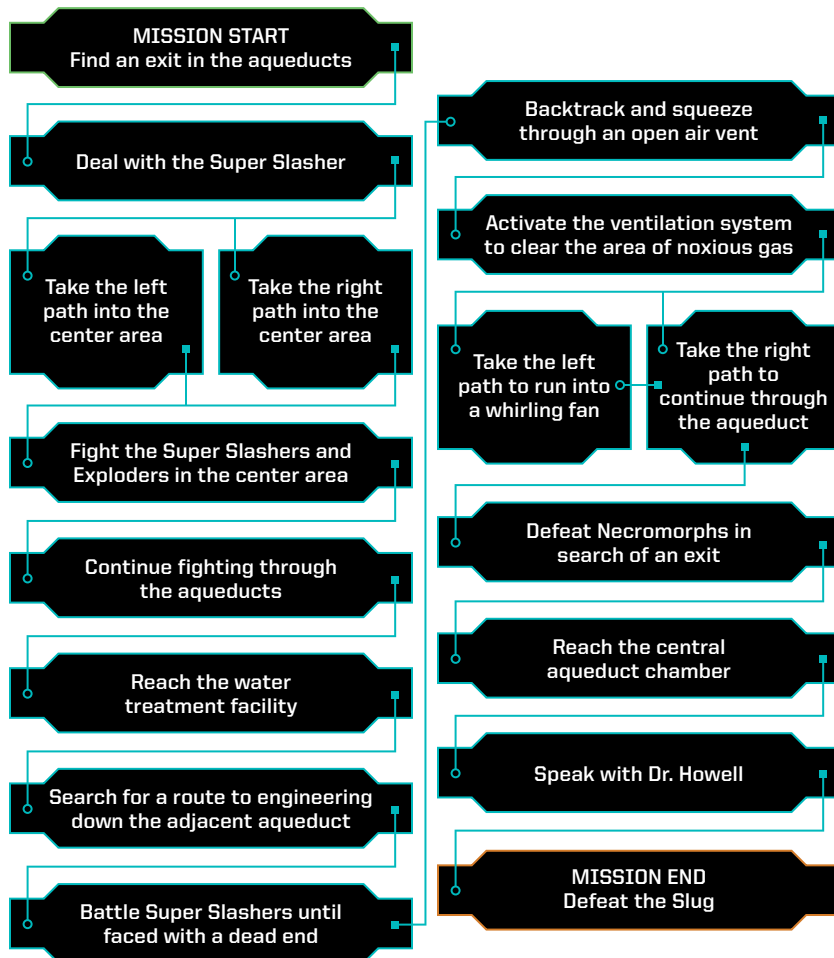 MISSION START
Find an exit in the aqueducts
Deal with the Super Slasher
Take the left
path into the
center area
Take the right
path into the
center area
Fight the Super Slashers and
Exploders in the center area
Continue fighting through
the aqueducts
Reach the water
treatment facility
Search for a route to engineering
down the adjacent aqueduct
Battle Super Slashers until
faced with a dead end
Backtrack and squeeze
through an open air vent
Activate the ventilation system
to clear the area of noxious gas
Take the left
path to run into
a whirling fan
Take the right
path to
continue through
the aqueduct
Defeat Necromorphs in
search of an exit
Reach the central
aqueduct chamber
Speak with Dr. Howell
MISSION END
Defeat the Slug